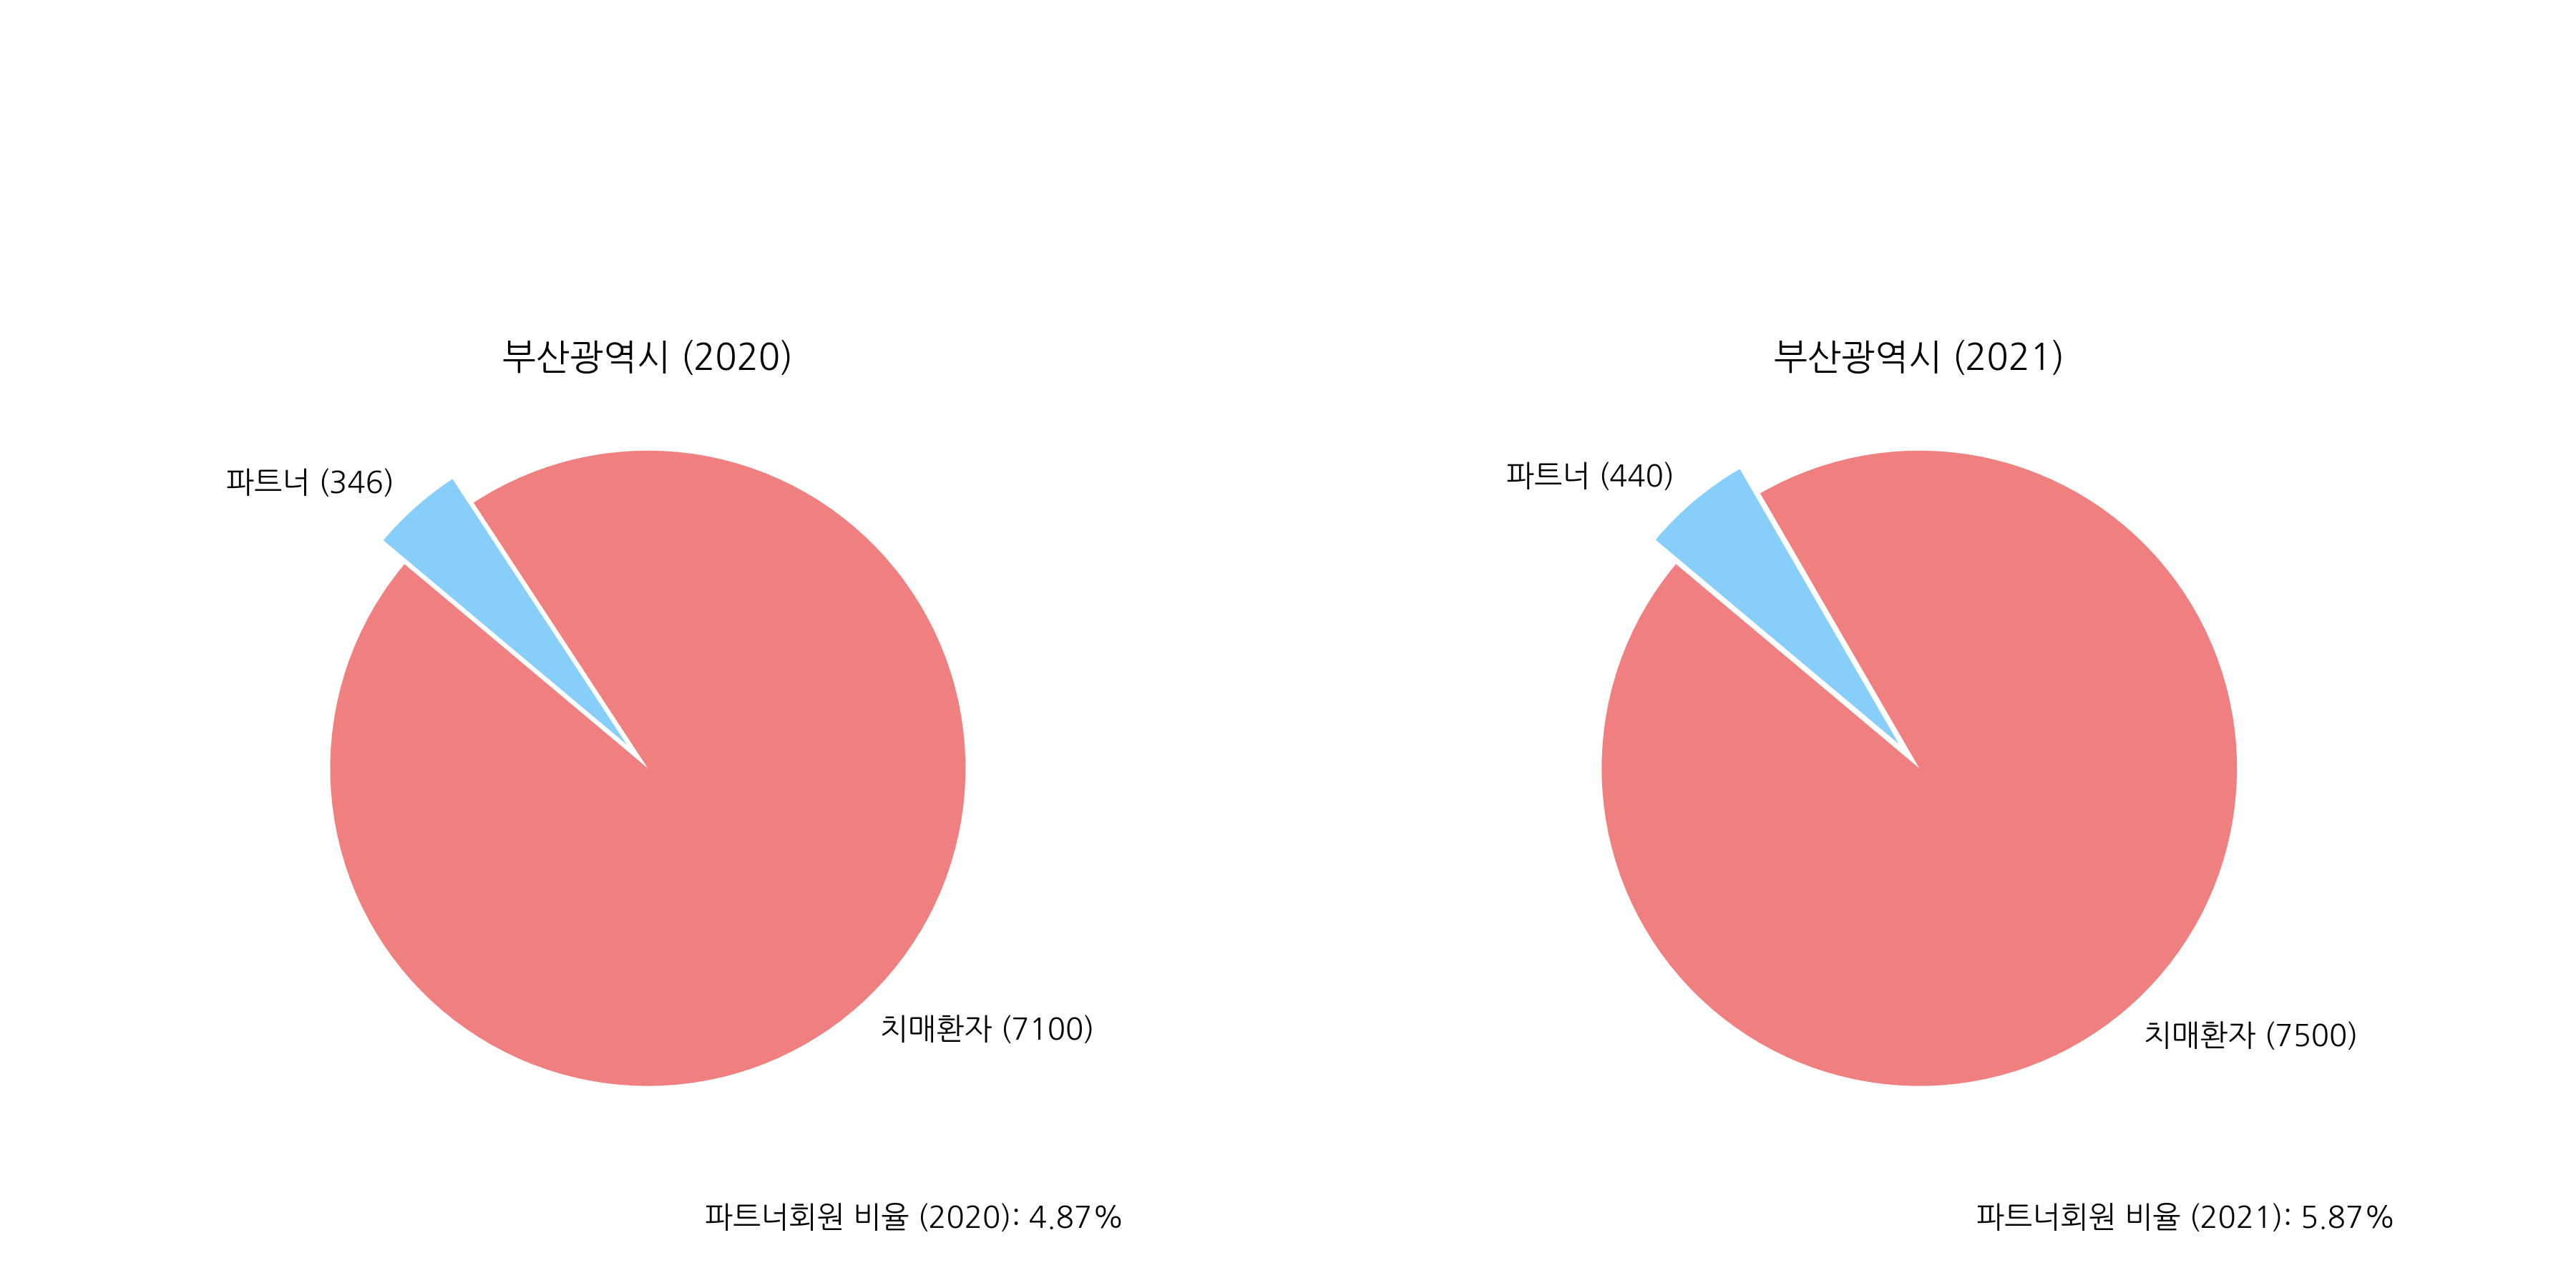 부산광역시 (2020)
파트너 (346)
치매환자 (7100)
파트너회원 비율 (2020): 4.87%
부산광역시 (2021)
파트너 (440)
치매환자 (7500)
파트너회원 비율 (2021): 5.87%